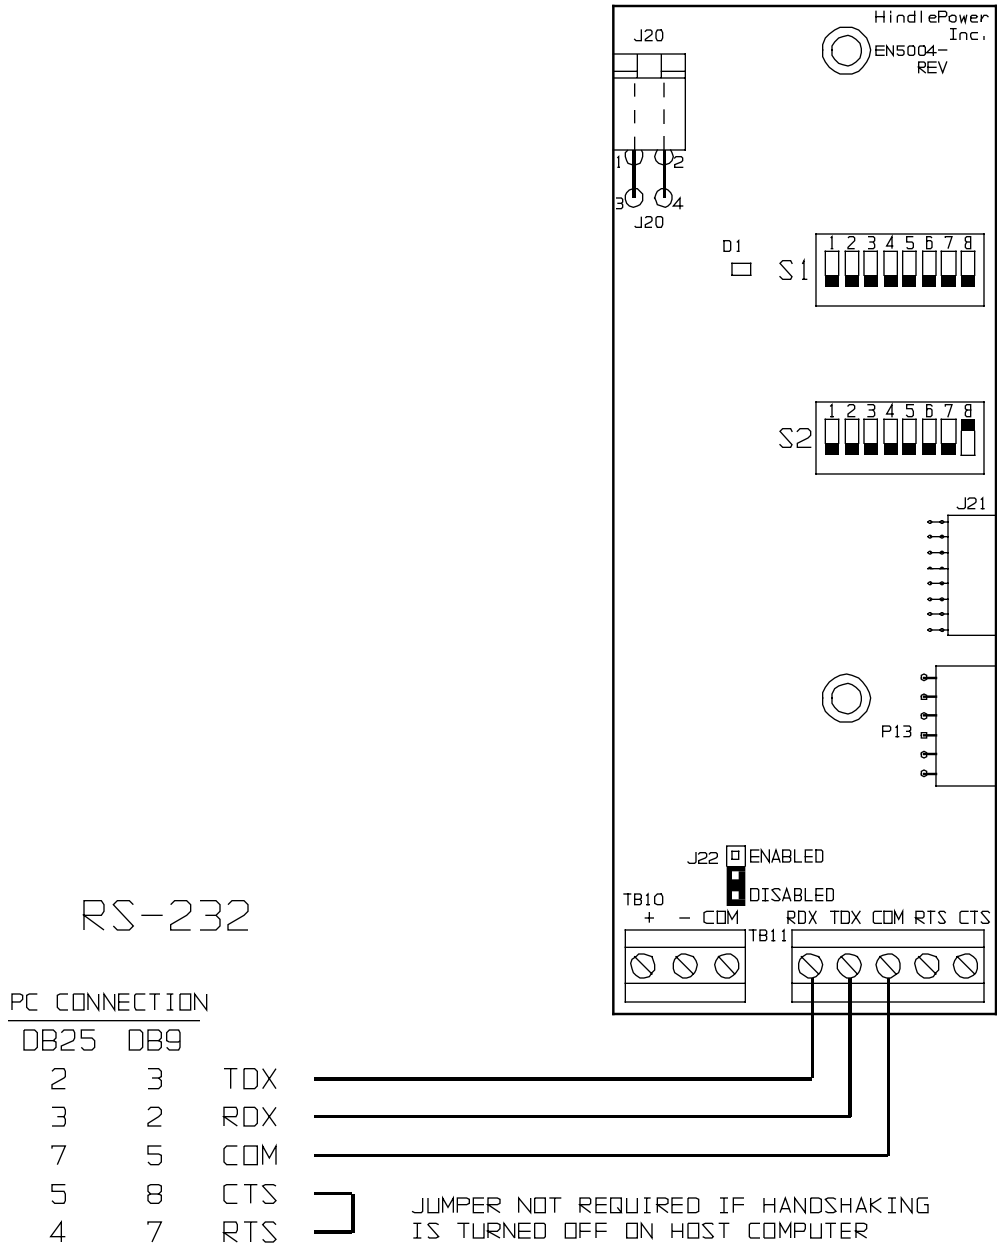 HindlePower
Inc.
EN5004-
REV
J20
1 2
3 4
J20
D1
S1
1 2 3 4 5 6 7 8
S2
1 2 3 4 5 6 7 8
J21
P13
J22
ENABLED
DISABLED
TB10
+ - COM
TB11
RDX TDX COM RTS CTS
RS-232
PC CONNECTION
DB25 DB9
2 3 TDX
3 2 RDX
7 5 COM
5 8 CTS
4 7 RTS
JUMPER NOT REQUIRED IF HANDSHAKING
IS TURNED OFF ON HOST COMPUTER